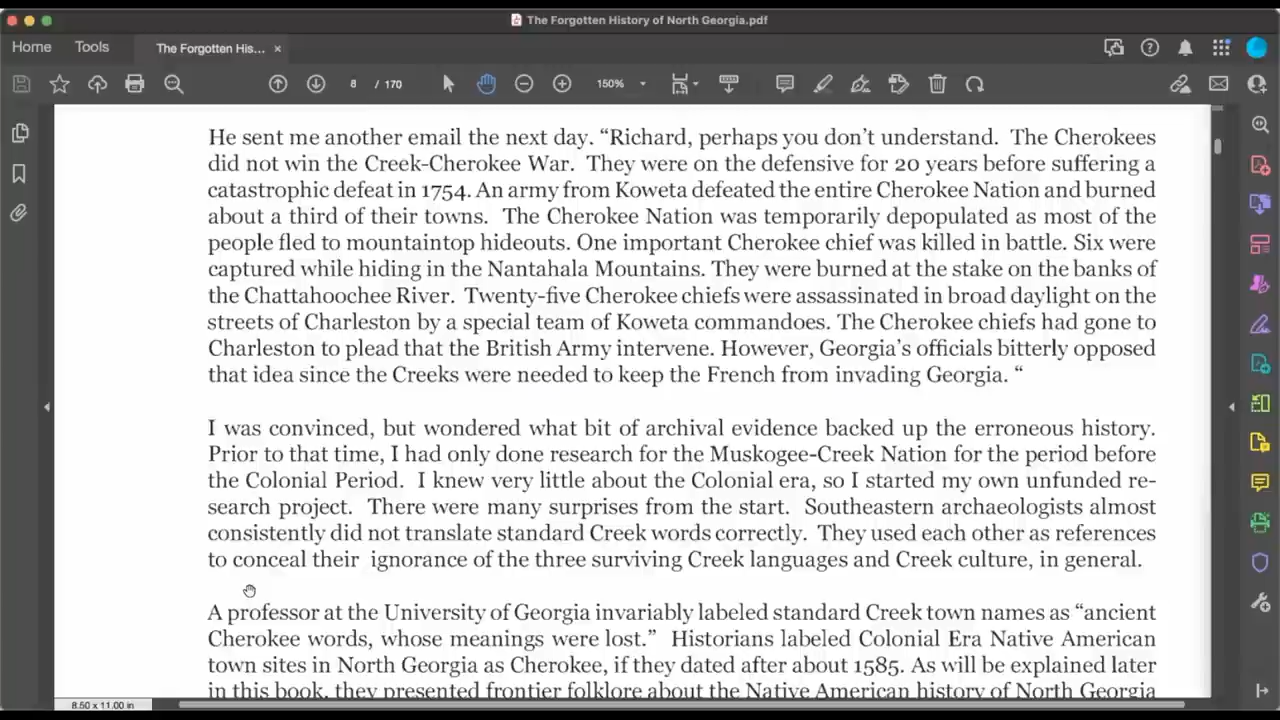 The Forgotten History of North Georgia.pdf
Home Tools The Forgotten His... ×
8 / 170 150%
He sent me another email the next day. “Richard, perhaps you don’t understand. The Cherokees
did not win the Creek-Cherokee War. They were on the defensive for 20 years before suffering a
catastrophic defeat in 1754. An army from Koweta defeated the entire Cherokee Nation and burned
about a third of their towns. The Cherokee Nation was temporarily depopulated as most of the
people fled to mountaintop hideouts. One important Cherokee chief was killed in battle. Six were
captured while hiding in the Nantahala Mountains. They were burned at the stake on the banks of
the Chattahoochee River. Twenty-five Cherokee chiefs were assassinated in broad daylight on the
streets of Charleston by a special team of Koweta commandoes. The Cherokee chiefs had gone to
Charleston to plead that the British Army intervene. However, Georgia’s officials bitterly opposed
that idea since the Creeks were needed to keep the French from invading Georgia. “
I was convinced, but wondered what bit of archival evidence backed up the erroneous history.
Prior to that time, I had only done research for the Muskogee-Creek Nation for the period before
the Colonial Period. I knew very little about the Colonial era, so I started my own unfunded re-
search project. There were many surprises from the start. Southeastern archaeologists almost
consistently did not translate standard Creek words correctly. They used each other as references
to conceal their ignorance of the three surviving Creek languages and Creek culture, in general.
A professor at the University of Georgia invariably labeled standard Creek town names as “ancient
Cherokee words, whose meanings were lost.” Historians labeled Colonial Era Native American
town sites in North Georgia as Cherokee, if they dated after about 1585. As will be explained later
in this book, they presented frontier folklore about the Native American history of North Georgia
8.50 x 11.00 in